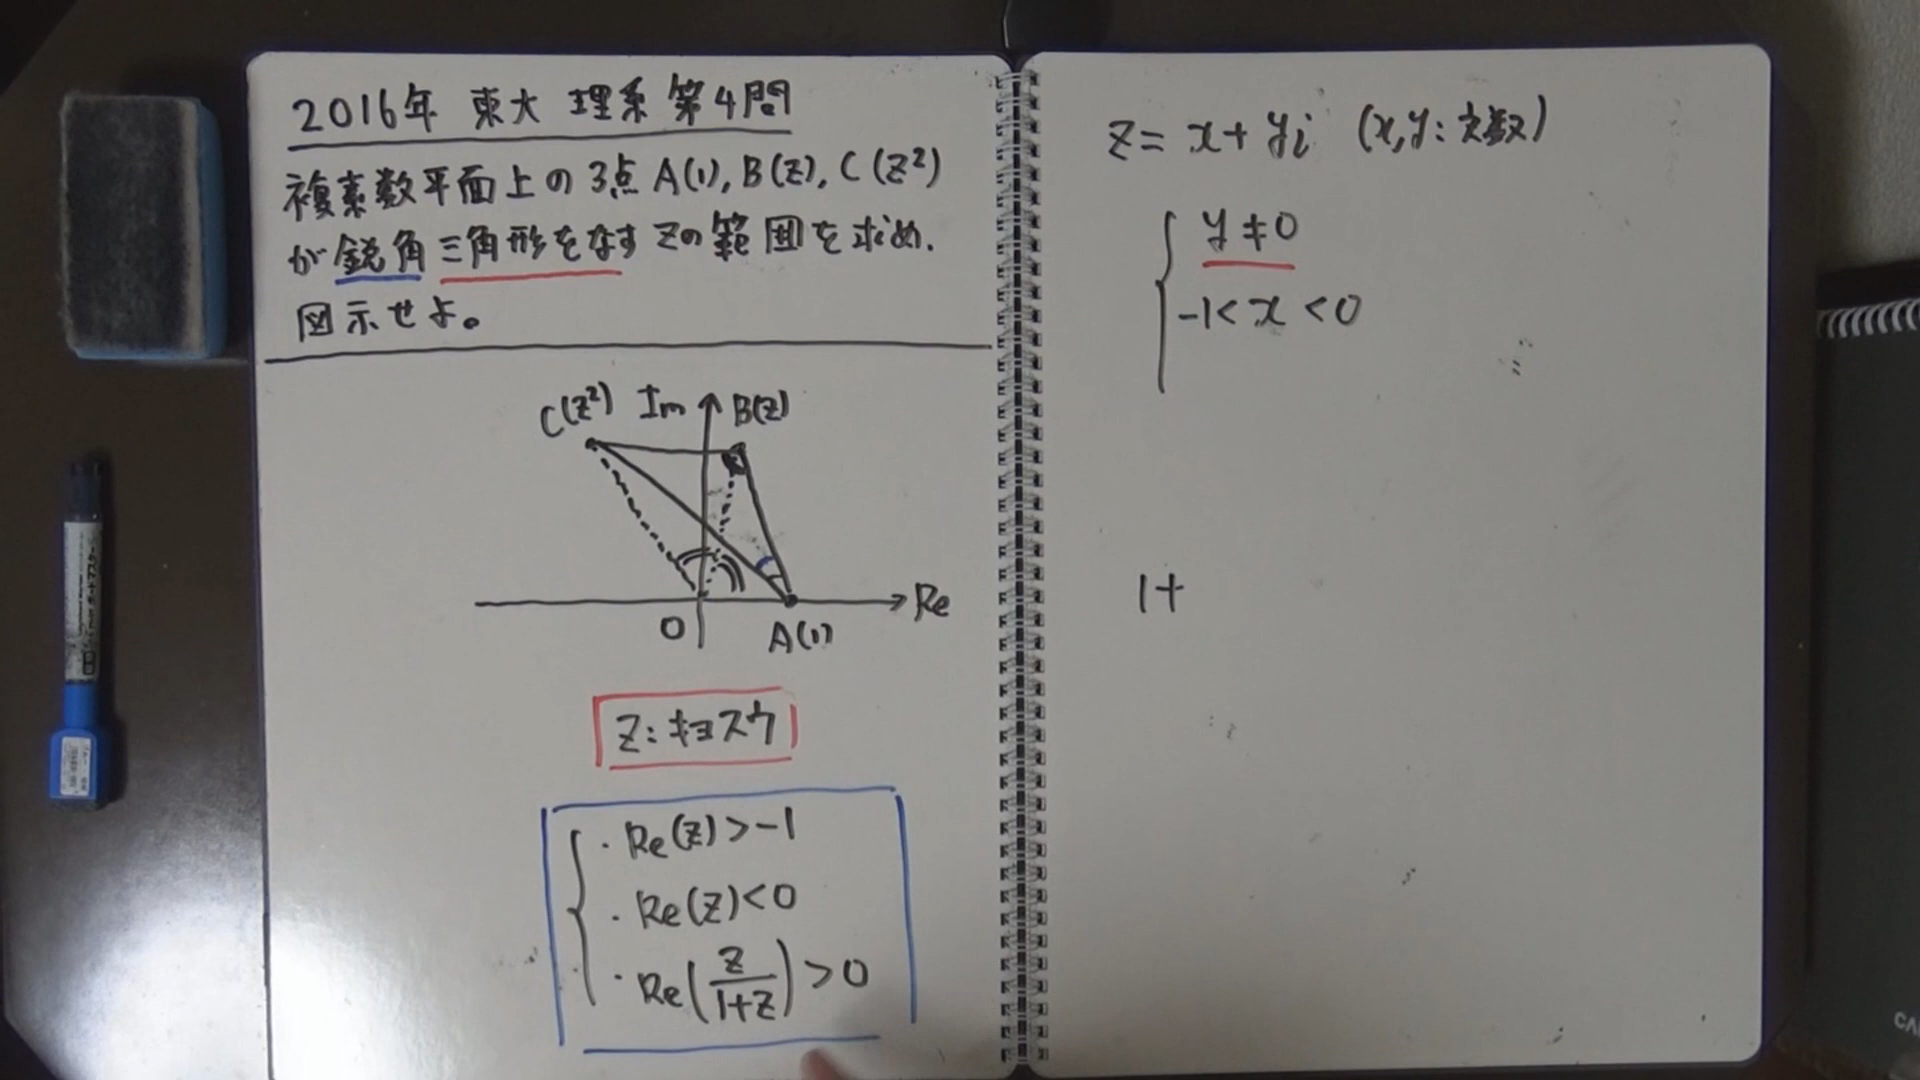 2016年 東大 理系 第4問
複素数平面上の3点A(1), B(z), C(z²)
が鋭角三角形をなすzの範囲を求め、
図示せよ。
C(z²) Im B(z)
Re
O A(1)
z:キョスウ
・Re(z)>-1
・Re(z)<0
・Re(z/(1+z))>0
z= x+yi (x,y:実数)
y≠0
-1<x<0
1+